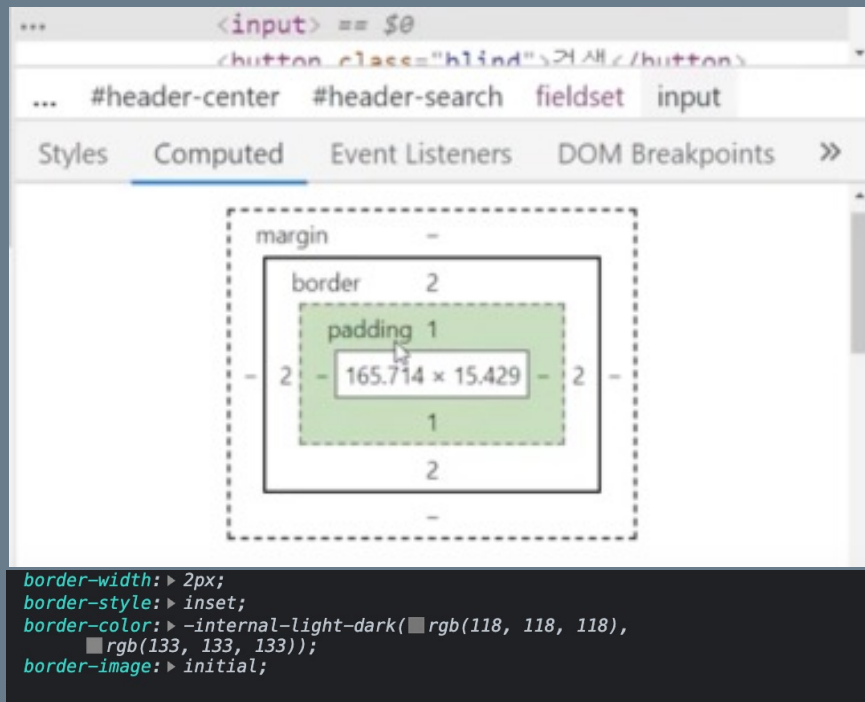 ... <input> == $0
<button class="blind">검색</button>
... #header-center #header-search fieldset input
Styles Computed Event Listeners DOM Breakpoints »
margin -
border 2
padding 1
- 2 - 165.714 × 15.429 - 2 -
1
2
-
border-width: ▸ 2px;
border-style: ▸ inset;
border-color: ▸ -internal-light-dark(rgb(118, 118, 118),
rgb(133, 133, 133));
border-image: ▸ initial;